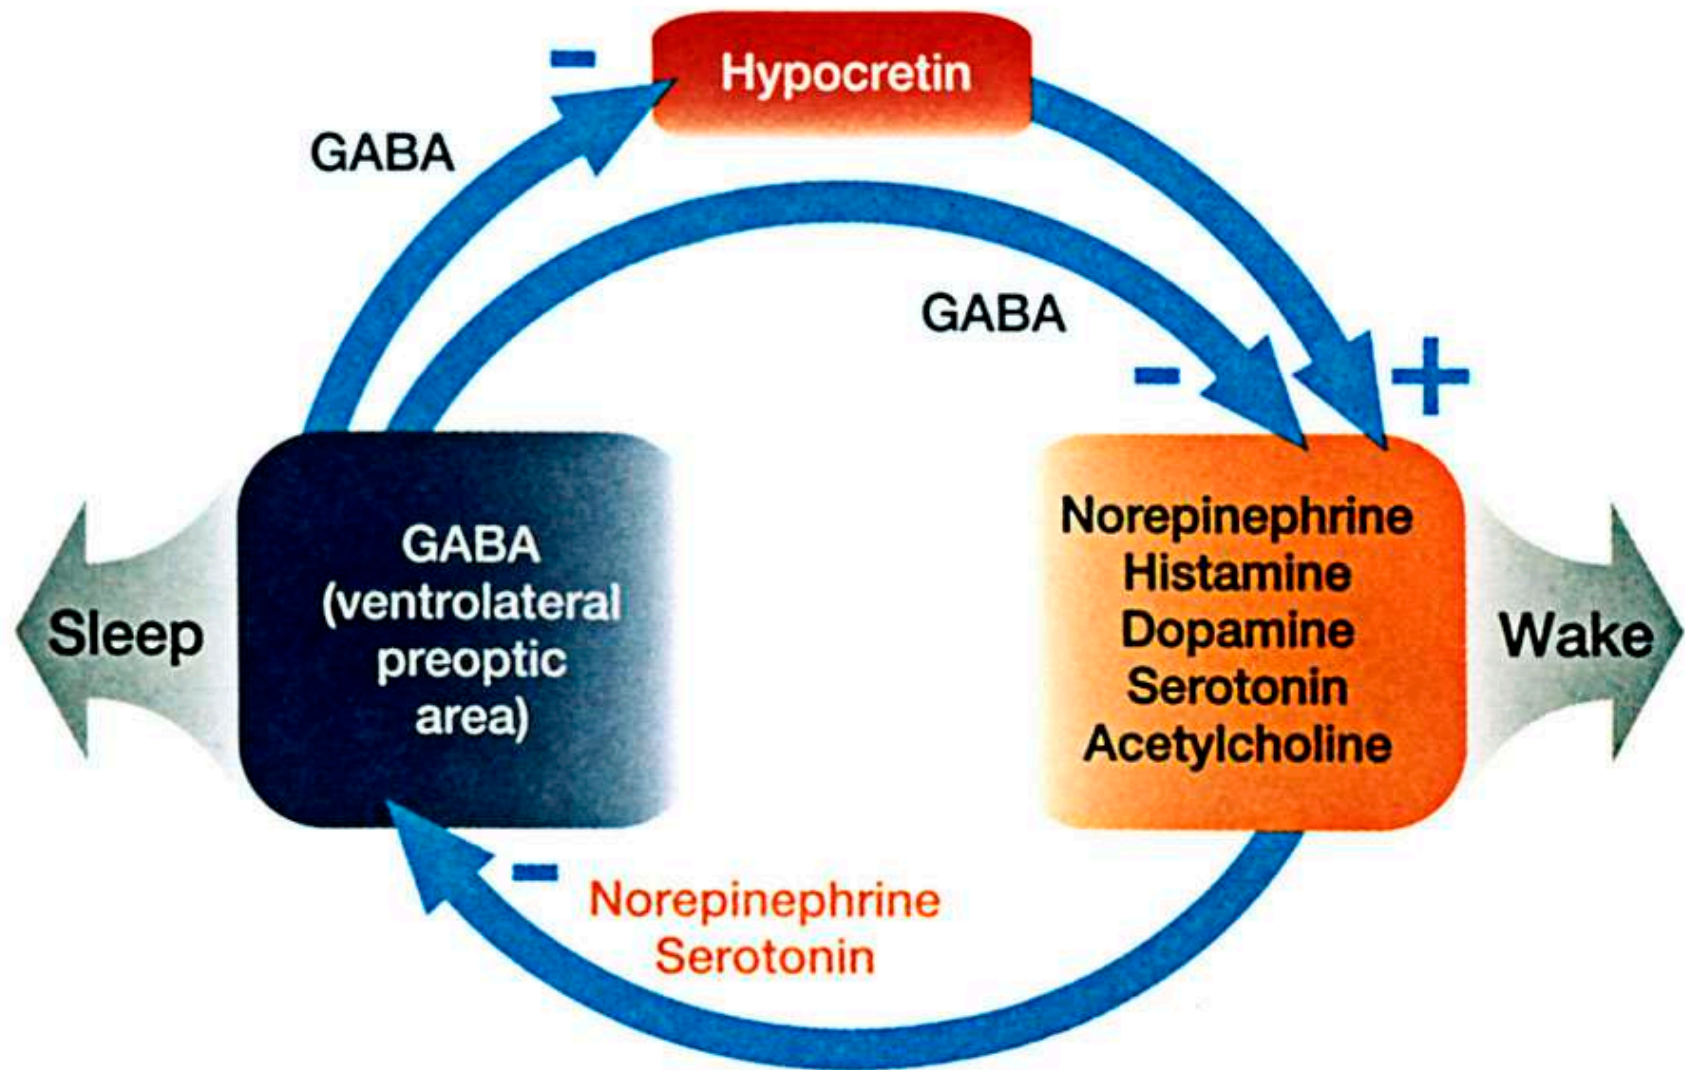 -
Hypocretin
GABA
GABA
-
+
GABA
(ventrolateral
preoptic
area)
Sleep
Norepinephrine
Histamine
Dopamine
Serotonin
Acetylcholine
Wake
-
Norepinephrine
Serotonin